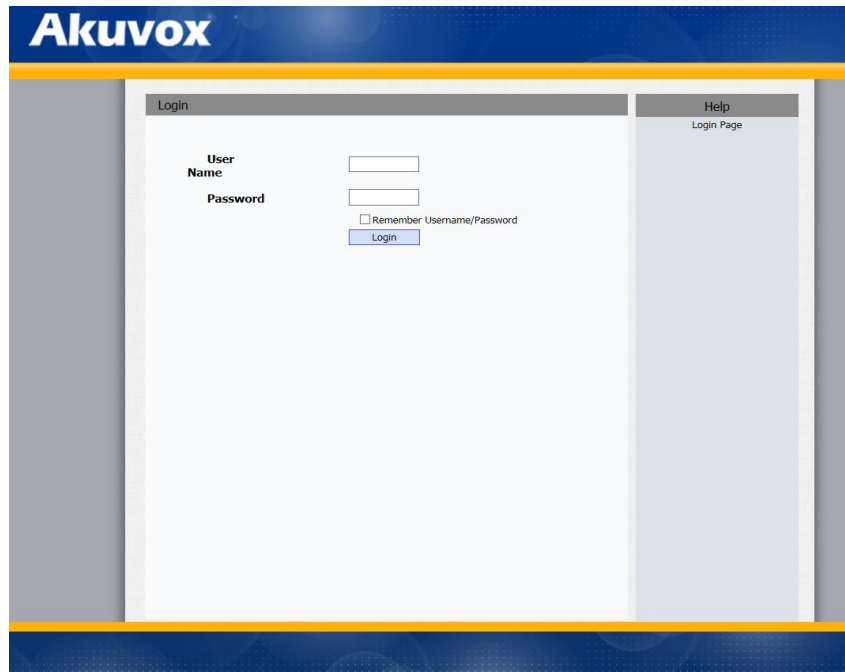 Akuvox
Login
Help
Login Page
User
Name
Password
Remember Username/Password
Login